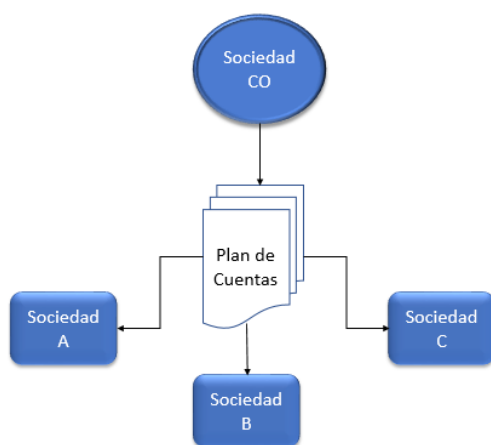 Sociedad
CO
Plan de
Cuentas
Sociedad
A
Sociedad
C
Sociedad
B